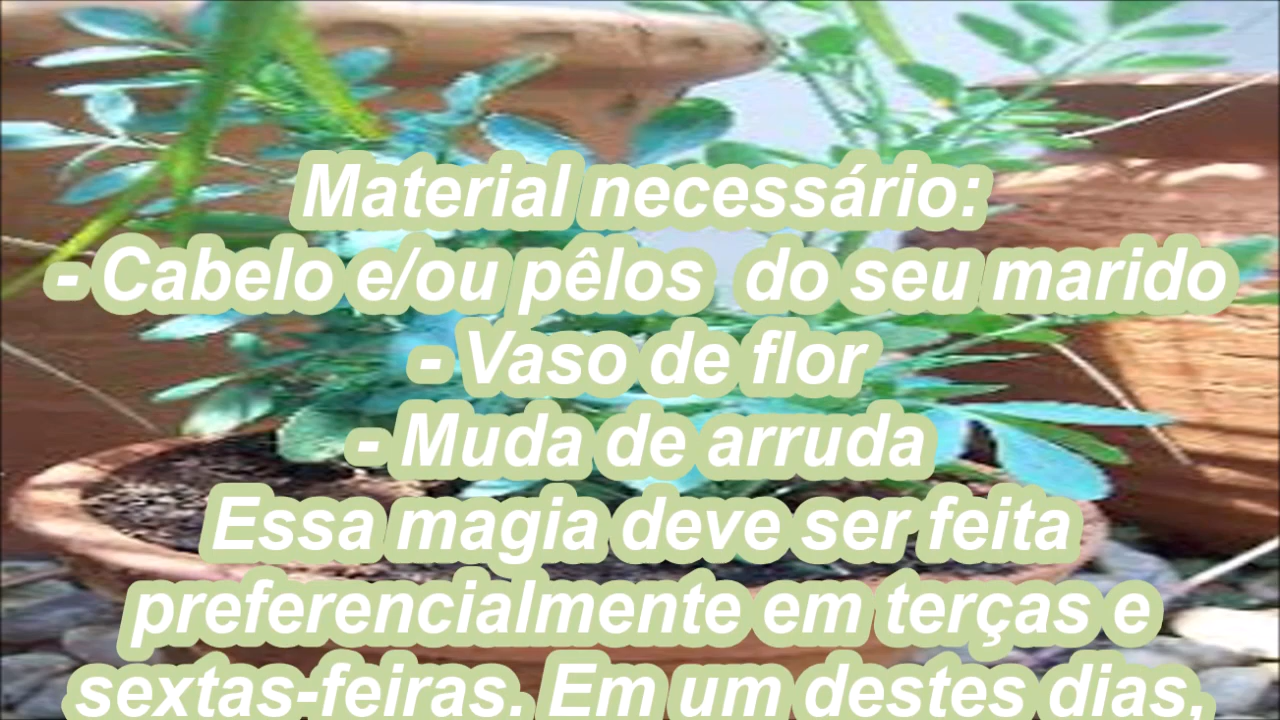 Material necessário:
- Cabelo e/ou pêlos  do seu marido
- Vaso de flor
- Muda de arruda
Essa magia deve ser feita
preferencialmente em terças e
sextas-feiras. Em um destes dias,